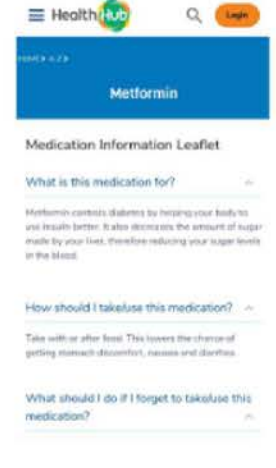 HealthHub
Login
HOME > A-Z >
Metformin
Medication Information Leaflet
What is this medication for?
Metformin controls diabetes by helping your body to
use insulin better. It also decreases the amount of sugar
made by your liver, therefore reducing your sugar levels
in the blood.
How should I take/use this medication?
Take with or after food. This lowers the chance of
getting stomach discomfort, nausea and diarrhea.
What should I do if I forget to take/use this
medication?